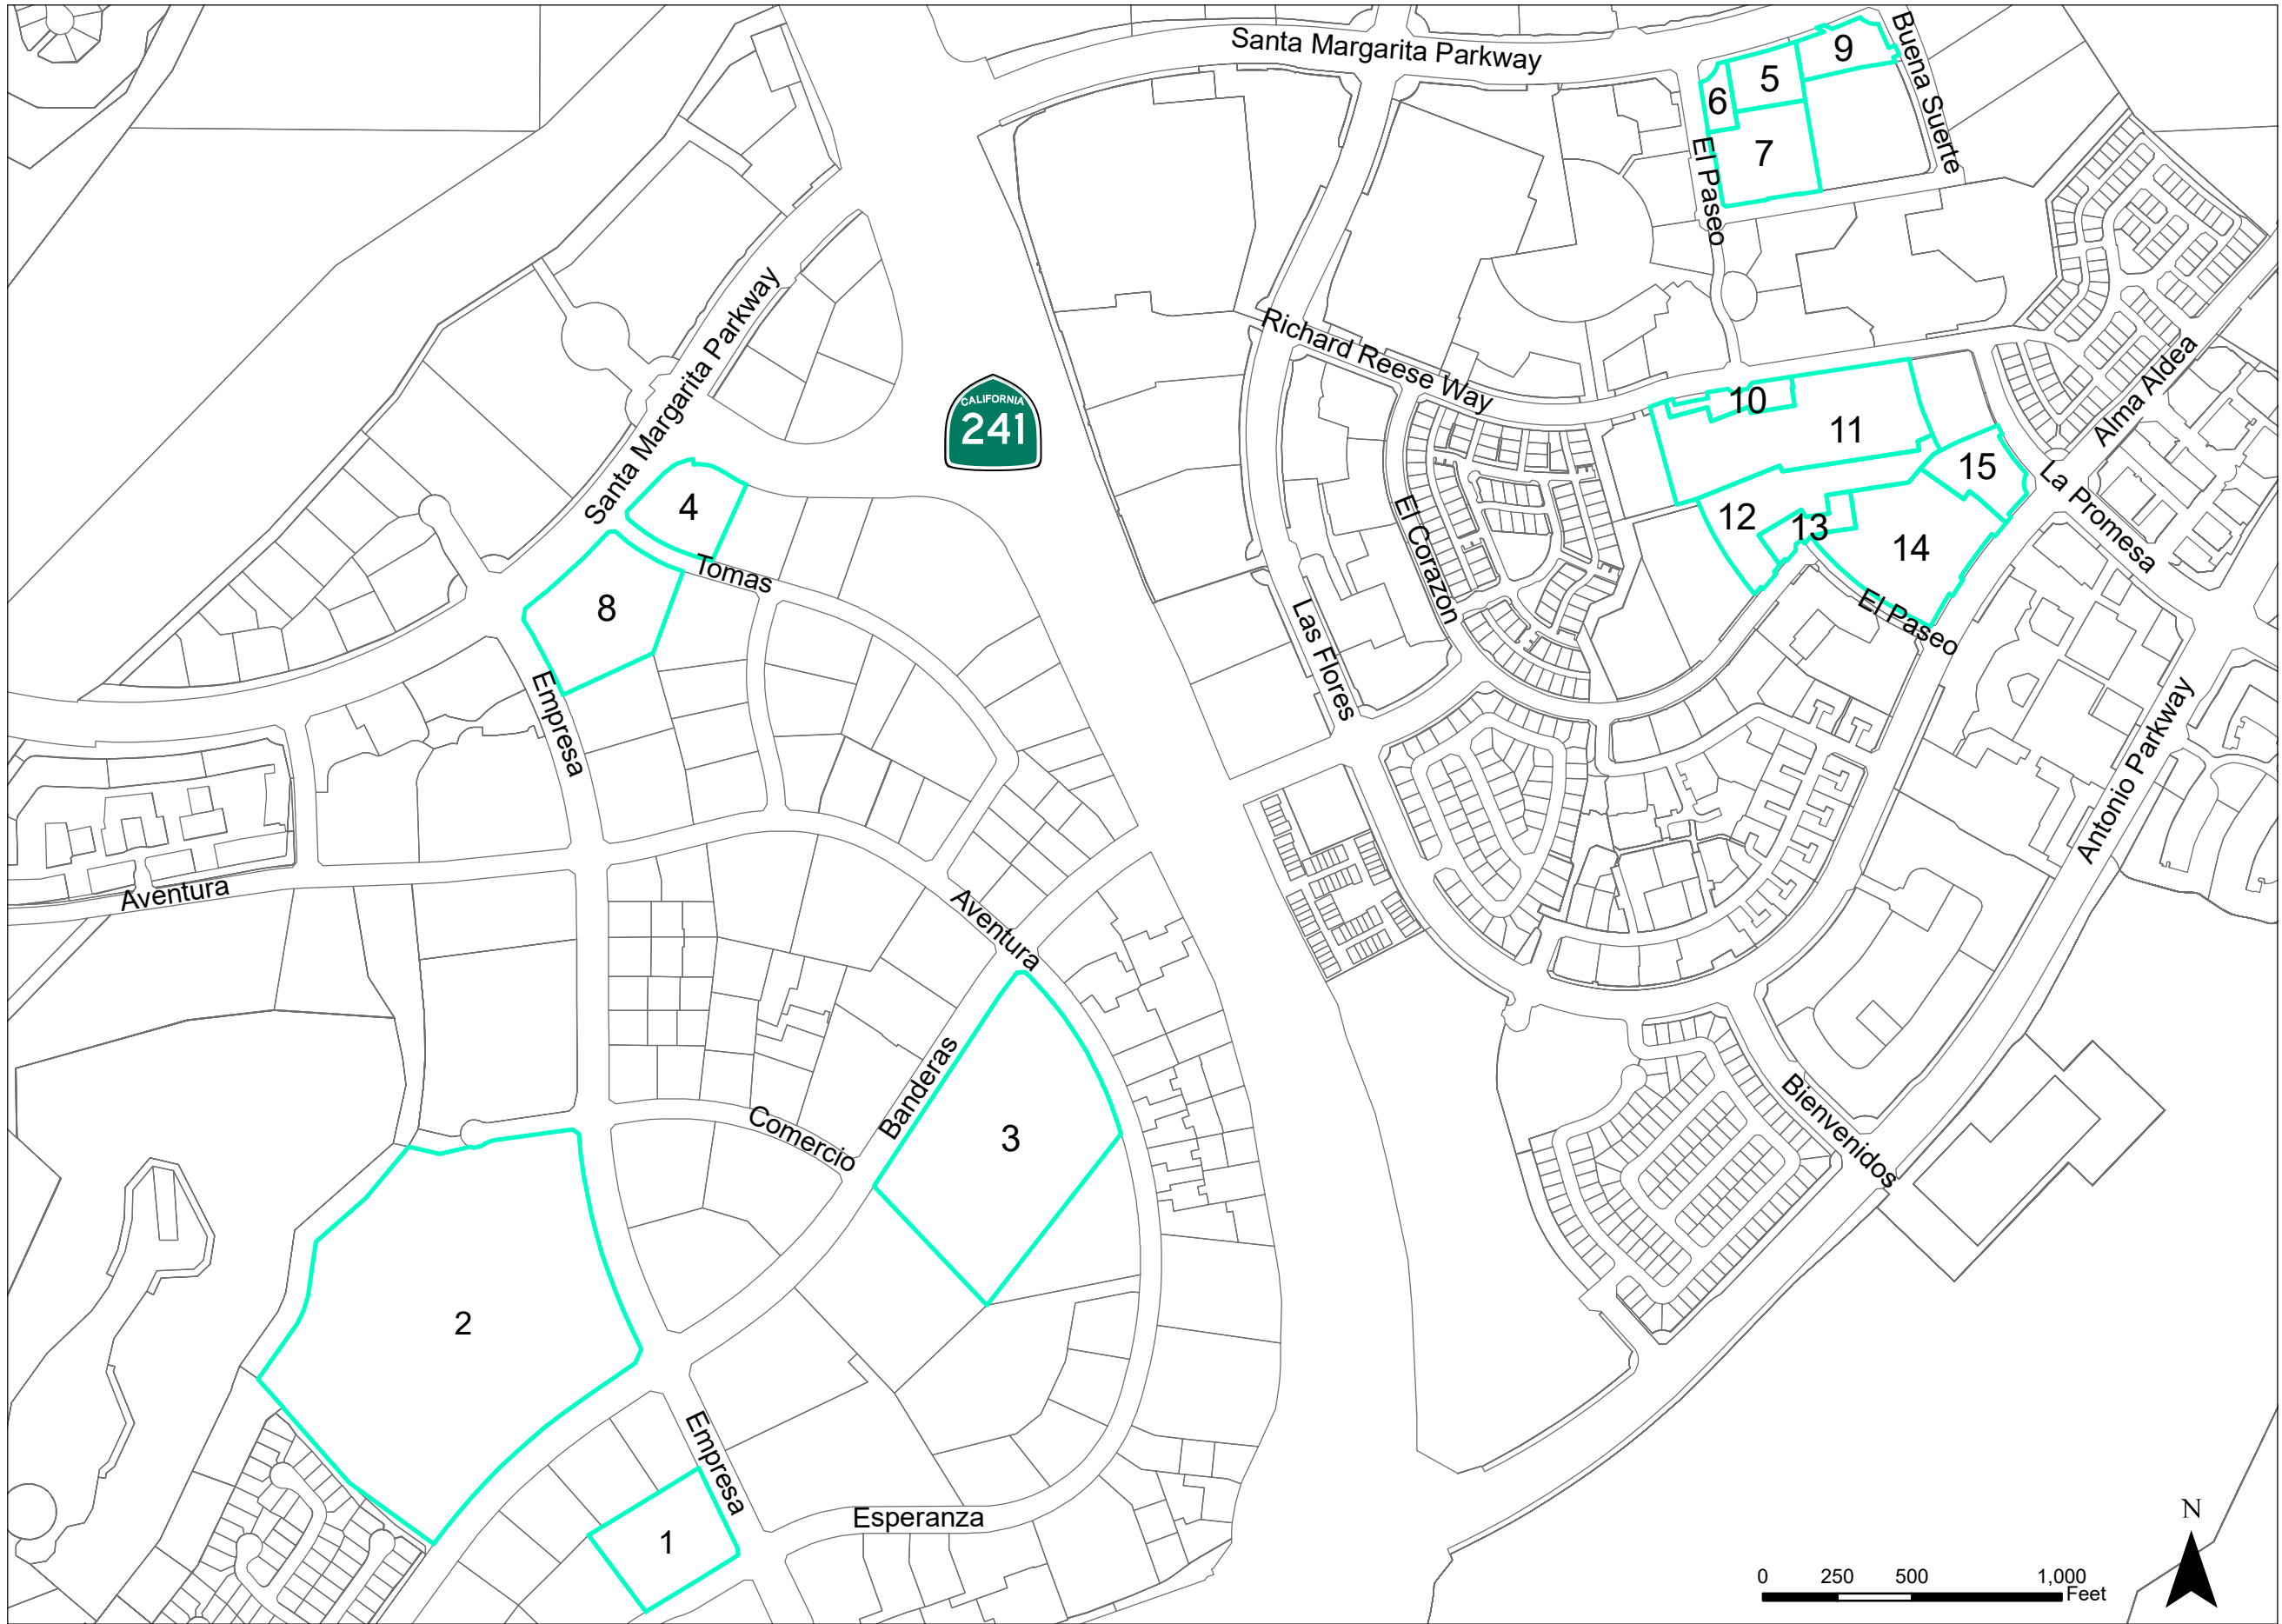 Santa Margarita Parkway
Buena Suerte
9
5
6
7
El Paseo
Santa Margarita Parkway
Richard Reese Way
CALIFORNIA
241
10
11
Alma Aldea
15
La Promesa
4
12
13
14
El Corazon
Tomas
8
El Paseo
Las Flores
Empresa
Antonio Parkway
Aventura
Aventura
Banderas
Comercio
3
Bienvenidos
2
Empresa
1
Esperanza
N
0 250 500 1,000
Feet